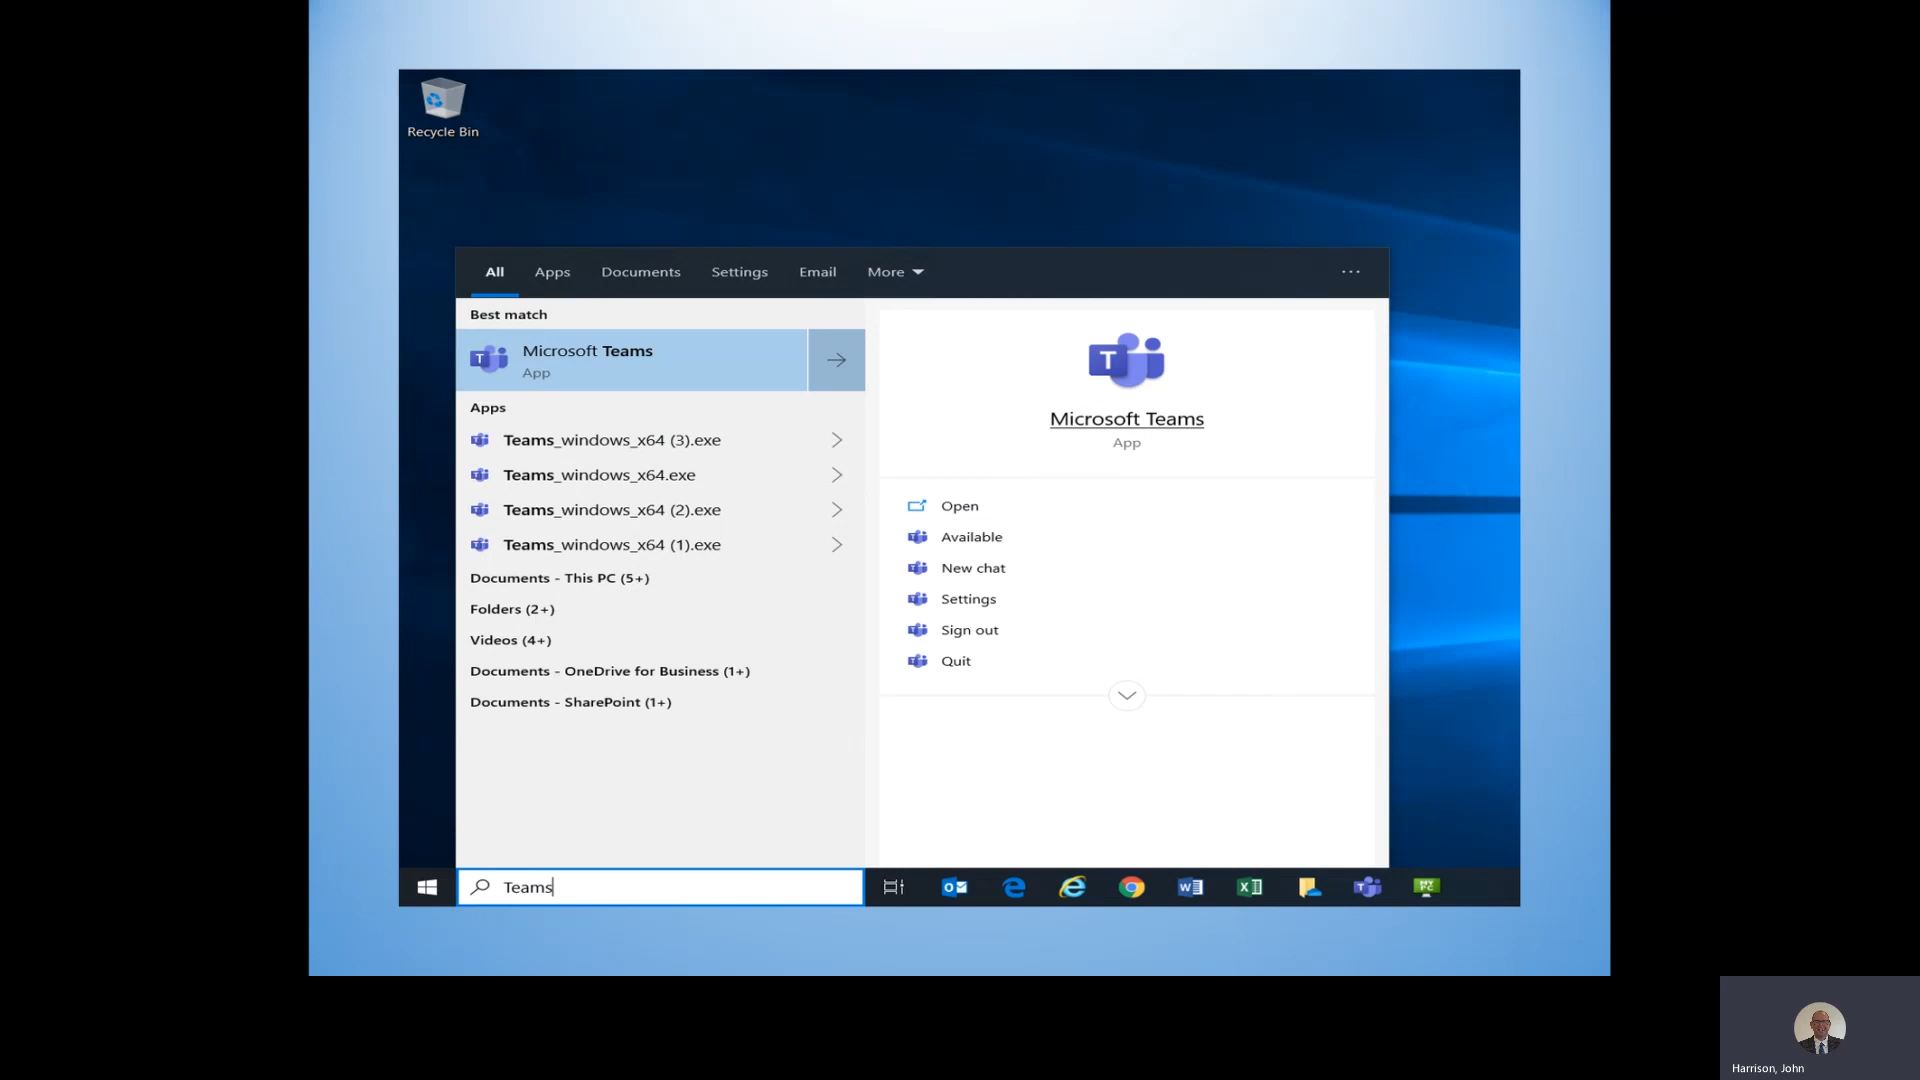 Recycle Bin
All Apps Documents Settings Email More ...
Best match
Microsoft Teams
App
Apps
Teams_windows_x64 (3).exe
Teams_windows_x64.exe
Teams_windows_x64 (2).exe
Teams_windows_x64 (1).exe
Documents - This PC (5+)
Folders (2+)
Videos (4+)
Documents - OneDrive for Business (1+)
Documents - SharePoint (1+)
T
Microsoft Teams
App
Open
Available
New chat
Settings
Sign out
Quit
Teams
MY PC
Harrison, John